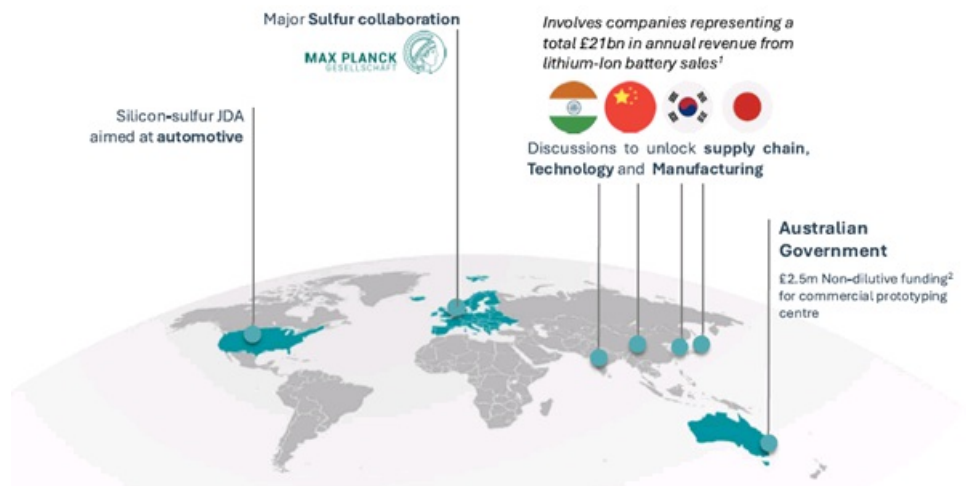 Major Sulfur collaboration
MAX PLANCK
GESELLSCHAFT
Silicon-sulfur JDA
aimed at automotive
Involves companies representing a
total £21bn in annual revenue from
lithium-Ion battery sales¹
Discussions to unlock supply chain,
Technology and Manufacturing
Australian
Government
£2.5m Non-dilutive funding²
for commercial prototyping
centre